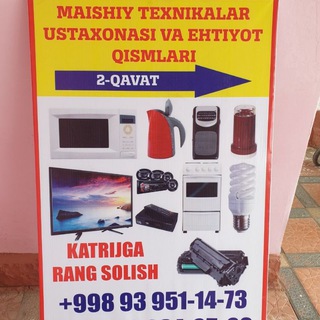 MAISHIY TEXNIKALAR
USTAXONASI VA EHTIYOT
QISMLARI
2-QAVAT
KATRIJGA
RANG SOLISH
+998 93 951-14-73